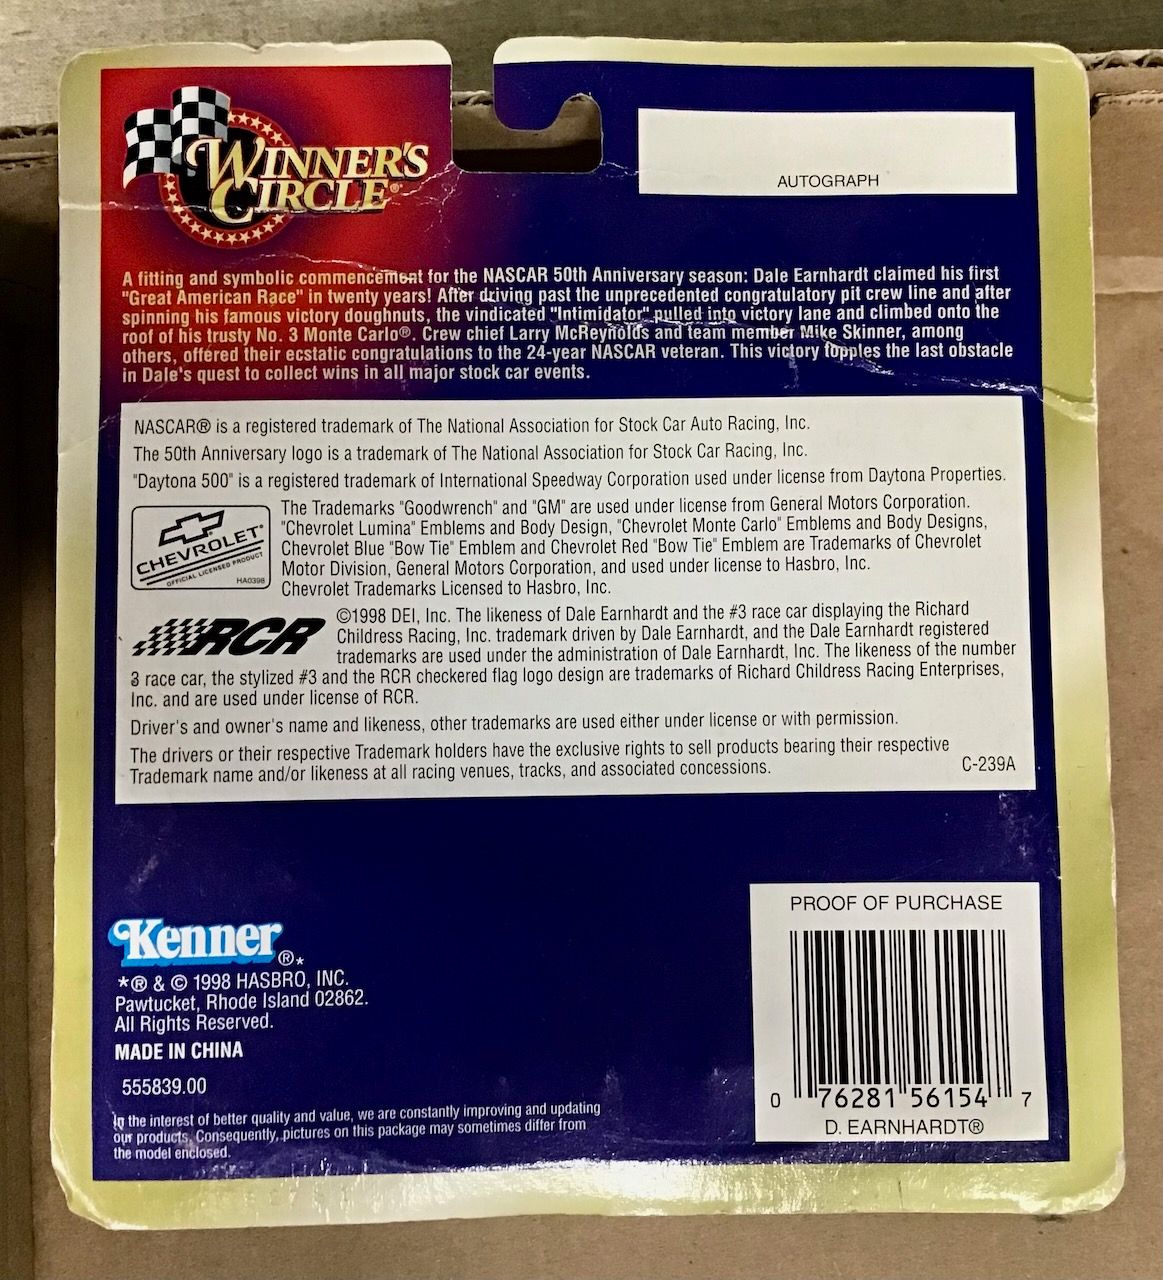 WINNER'S
CIRCLE®
AUTOGRAPH
A fitting and symbolic commencement for the NASCAR 50th Anniversary season: Dale Earnhardt claimed his first
"Great American Race" in twenty years! After driving past the unprecedented congratulatory pit crew line and after
spinning his famous victory doughnuts, the vindicated "Intimidator" pulled into victory lane and climbed onto the
roof of his trusty No. 3 Monte Carlo®. Crew chief Larry McReynolds and team member Mike Skinner, among
others, offered their ecstatic congratulations to the 24-year NASCAR veteran. This victory topples the last obstacle
in Dale's quest to collect wins in all major stock car events.
NASCAR® is a registered trademark of The National Association for Stock Car Auto Racing, Inc.
The 50th Anniversary logo is a trademark of The National Association for Stock Car Racing, Inc.
"Daytona 500" is a registered trademark of International Speedway Corporation used under license from Daytona Properties.
CHEVROLET
OFFICIAL LICENSED PRODUCT
HA0398
The Trademarks "Goodwrench" and "GM" are used under license from General Motors Corporation.
"Chevrolet Lumina" Emblems and Body Design, "Chevrolet Monte Carlo" Emblems and Body Designs,
Chevrolet Blue "Bow Tie" Emblem and Chevrolet Red "Bow Tie" Emblem are Trademarks of Chevrolet
Motor Division, General Motors Corporation, and used under license to Hasbro, Inc.
Chevrolet Trademarks Licensed to Hasbro, Inc.
RCR
©1998 DEI, Inc. The likeness of Dale Earnhardt and the #3 race car displaying the Richard
Childress Racing, Inc. trademark driven by Dale Earnhardt, and the Dale Earnhardt registered
trademarks are used under the administration of Dale Earnhardt, Inc. The likeness of the number
3 race car, the stylized #3 and the RCR checkered flag logo design are trademarks of Richard Childress Racing Enterprises,
Inc. and are used under license of RCR.
Driver's and owner's name and likeness, other trademarks are used either under license or with permission.
The drivers or their respective Trademark holders have the exclusive rights to sell products bearing their respective
Trademark name and/or likeness at all racing venues, tracks, and associated concessions.
C-239A
Kenner®*
*® & © 1998 HASBRO, INC.
Pawtucket, Rhode Island 02862.
All Rights Reserved.
MADE IN CHINA
555839.00
In the interest of better quality and value, we are constantly improving and updating
our products. Consequently, pictures on this package may sometimes differ from
the model enclosed.
PROOF OF PURCHASE
0 76281 56154 7
D. EARNHARDT®